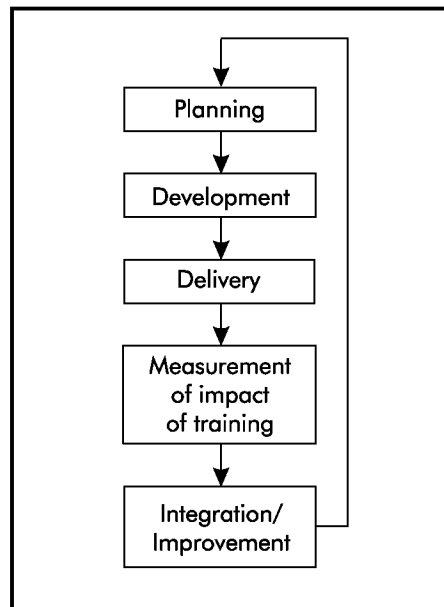 Planning
Development
Delivery
Measurement
of impact
of training
Integration/
Improvement